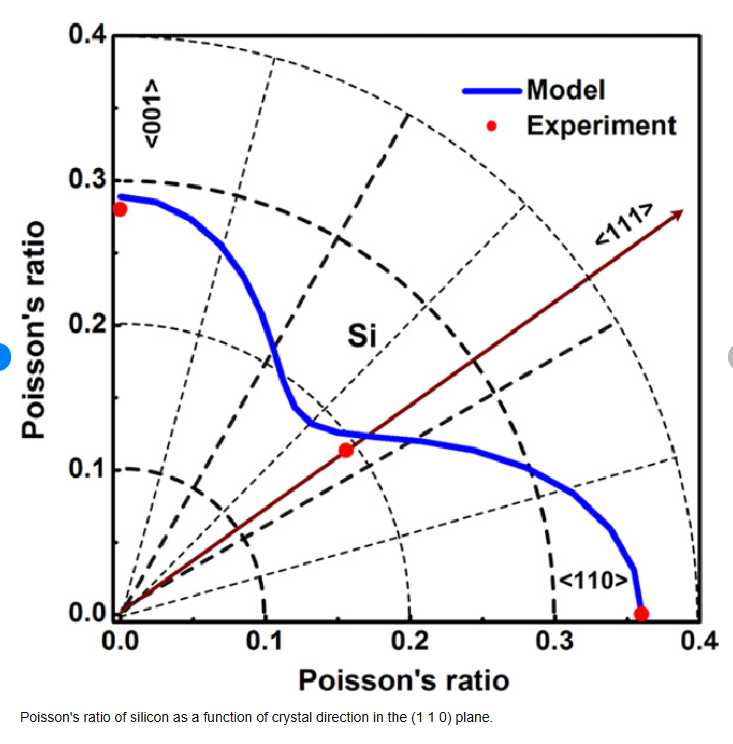 0.4
Model
Experiment
<001>
0.3
<111>
Poisson's ratio
0.2
Si
0.1
<110>
0.0
0.0 0.1 0.2 0.3 0.4
Poisson's ratio
Poisson's ratio of silicon as a function of crystal direction in the (1 1 0) plane.